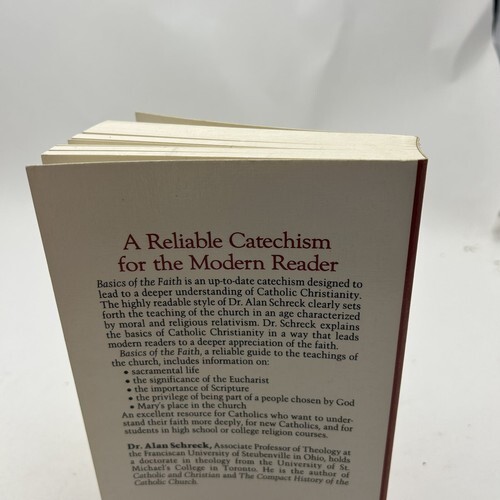 A Reliable Catechism
for the Modern Reader
Basics of the Faith is an up-to-date catechism designed to
lead to a deeper understanding of Catholic Christianity.
The highly readable style of Dr. Alan Schreck clearly sets
forth the teaching of the church in an age characterized
by moral and religious relativism. Dr. Schreck explains
the basics of Catholic Christianity in a way that leads
modern readers to a deeper appreciation of the faith.
Basics of the Faith, a reliable guide to the teachings of
the church, includes information on:
• sacramental life
• the significance of the Eucharist
• the importance of Scripture
• the privilege of being part of a people chosen by God
• Mary's place in the church
An excellent resource for Catholics who want to under-
stand their faith more deeply, for new Catholics, and for
students in high school or college religion courses.
Dr. Alan Schreck, Associate Professor of Theology at
the Franciscan University of Steubenville in Ohio, holds
a doctorate in theology from the University of St.
Michael's College in Toronto. He is the author of
Catholic and Christian and The Compact History of the
Catholic Church.